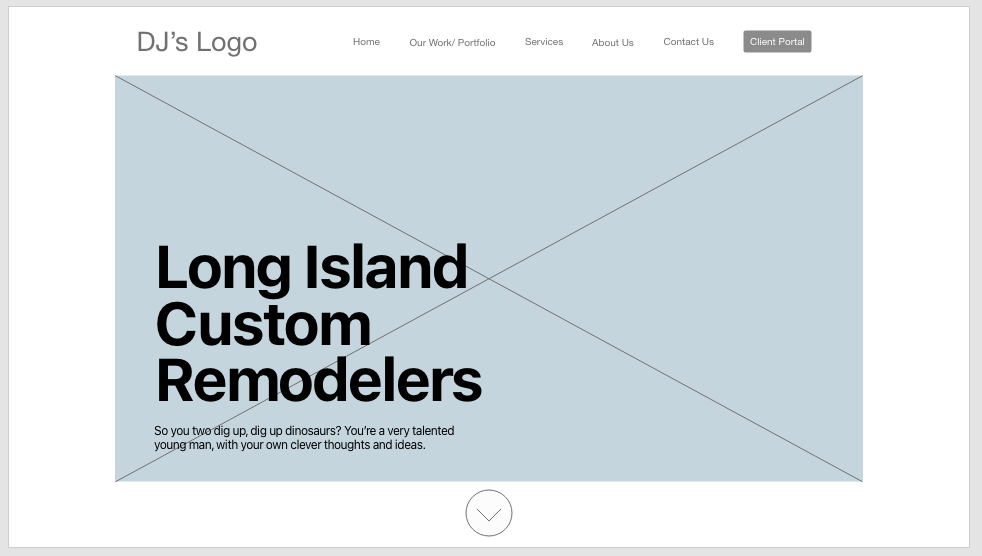 DJ’s Logo
Home
Our Work/ Portfolio
Services
About Us
Contact Us
Client Portal
Long Island
Custom
Remodelers
So you two dig up, dig up dinosaurs? You’re a very talented
young man, with your own clever thoughts and ideas.